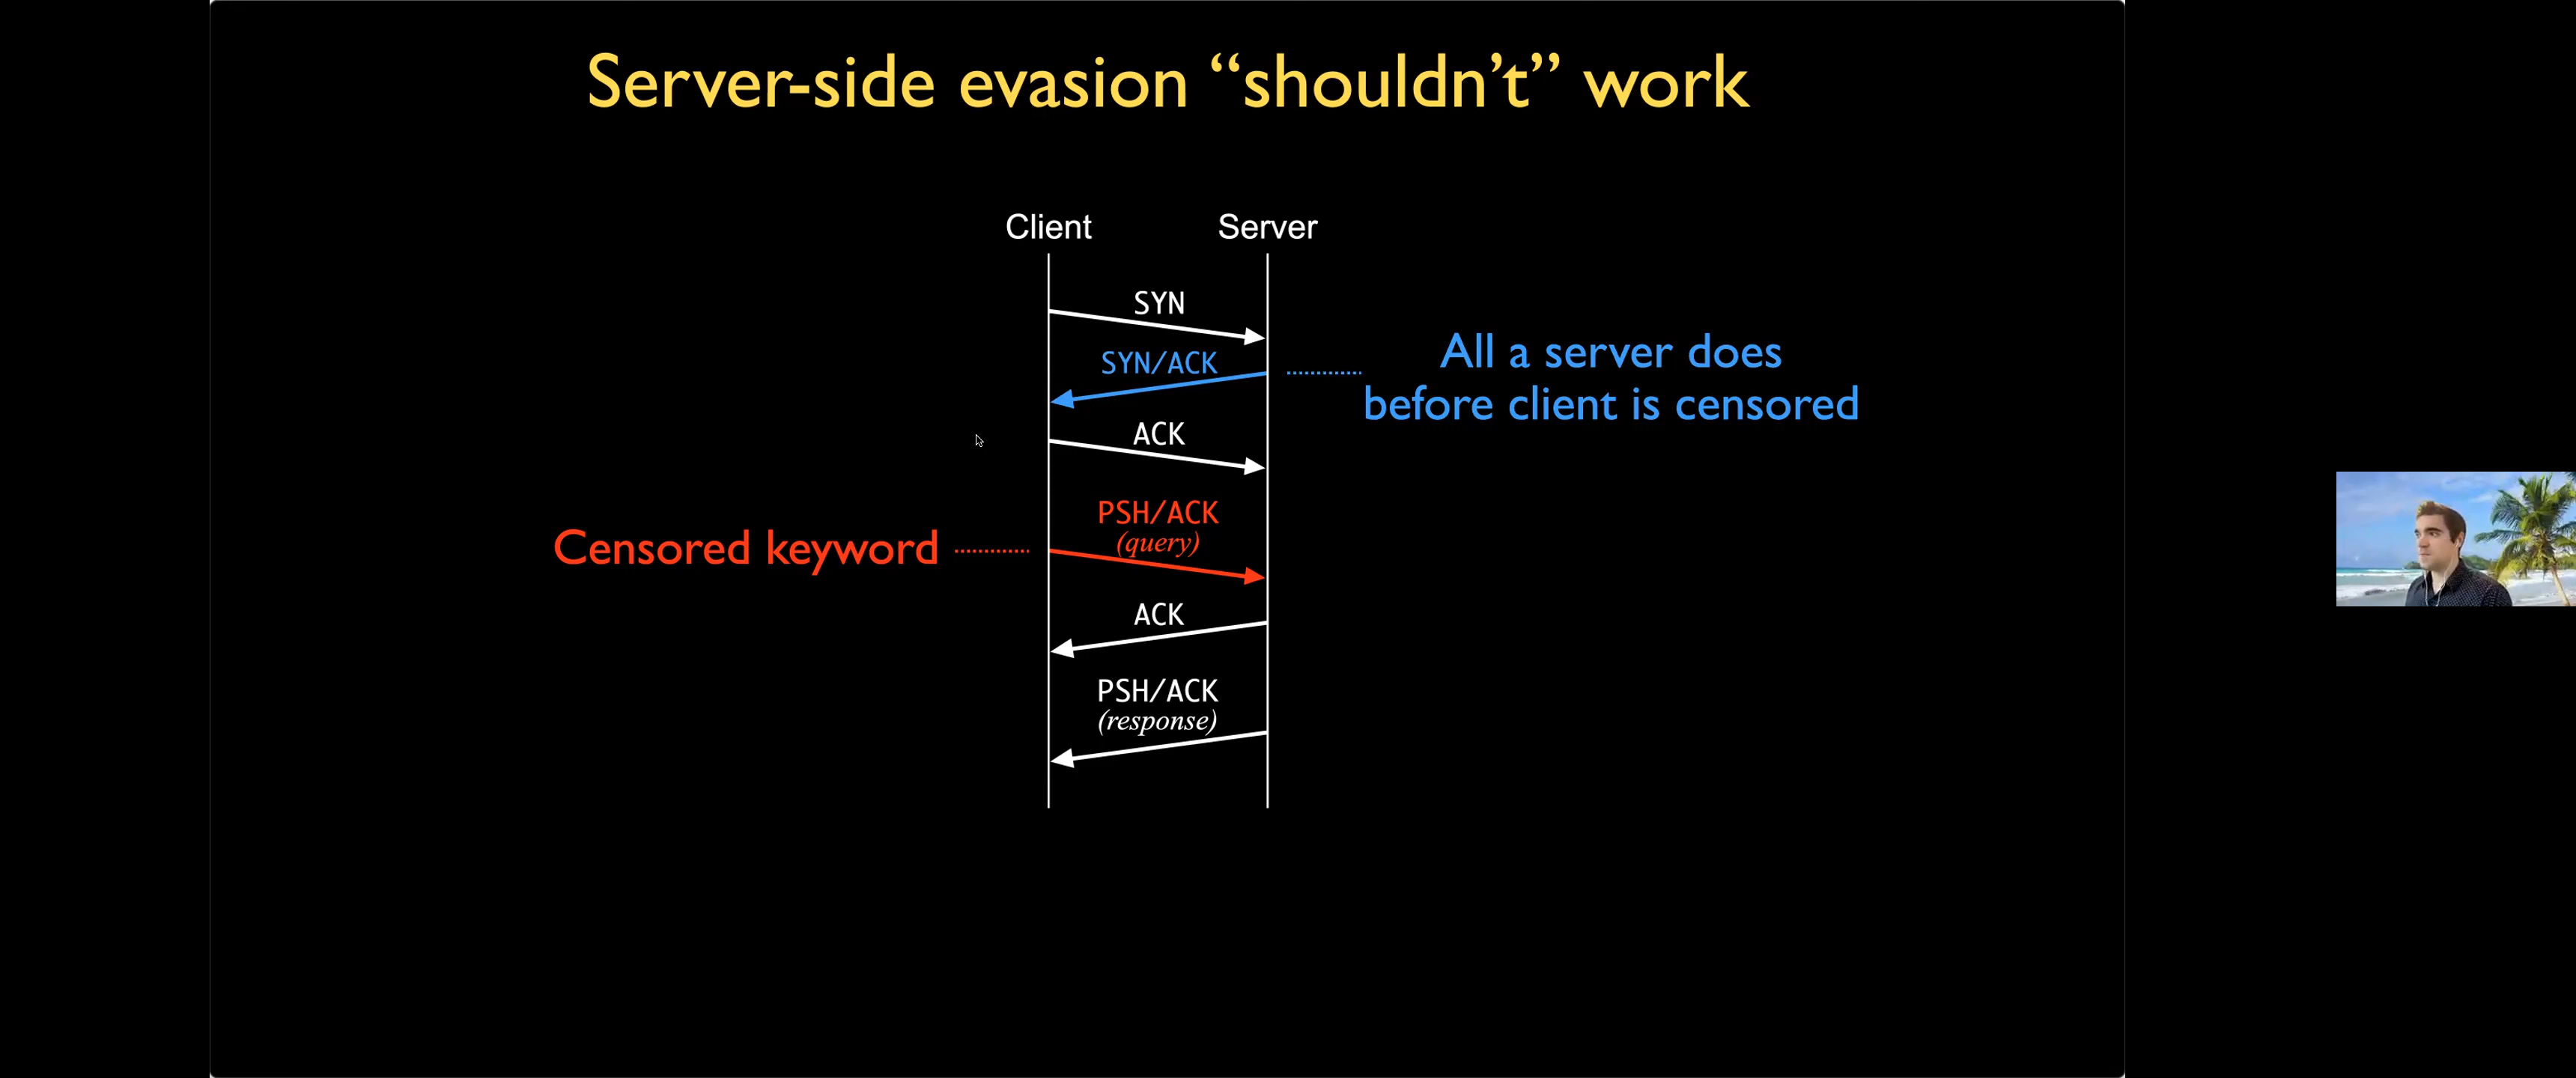 Server-side evasion “shouldn’t” work
Client
Server
SYN
SYN/ACK
All a server does
before client is censored
ACK
PSH/ACK
(query)
Censored keyword
ACK
PSH/ACK
(response)